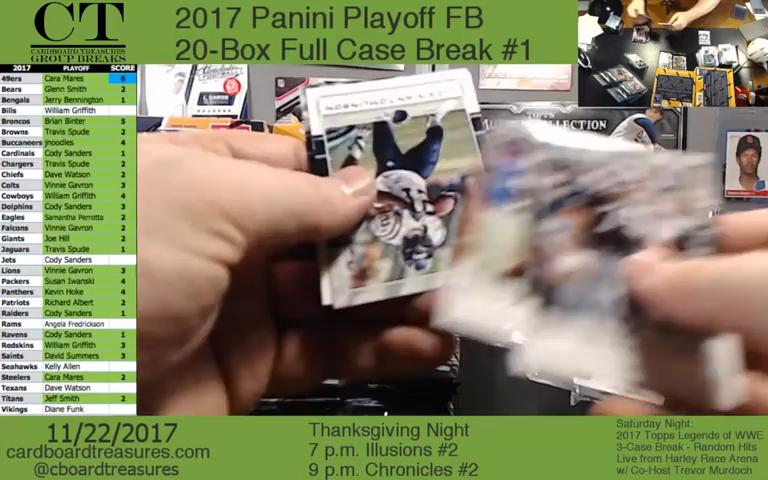 CT
CARDBOARD TREASURES
GROUP BREAKS
2017 Panini Playoff FB
20-Box Full Case Break #1
2017 PLAYOFF SCORE
49ers Cara Mares 6
Bears Glenn Smith 2
Bengals Jerry Bennington 1
Bills William Griffith
Broncos Brian Binter 5
Browns Travis Spude 2
Buccaneers jnoodles 4
Cardinals Cody Sanders 1
Chargers Travis Spude 2
Chiefs Dave Watson 2
Colts Vinnie Gavron 3
Cowboys William Griffith 4
Dolphins Cody Sanders 3
Eagles Samantha Perrotta 2
Falcons Vinnie Gavron 2
Giants Joe Hill 2
Jaguars Travis Spude 1
Jets Cody Sanders
Lions Vinnie Gavron 3
Packers Susan Iwanski 4
Panthers Kevin Hoke 4
Patriots Richard Albert 2
Raiders Cody Sanders 1
Rams Angela Fredrickson
Ravens Cody Sanders 1
Redskins William Griffith 3
Saints David Summers 3
Seahawks Kelly Allen
Steelers Cara Mares 2
Texans Dave Watson
Titans Jeff Smith 2
Vikings Diane Funk
TOPPS
COLLECTION
11/22/2017
cardboardtreasures.com
@cboardtreasures
Thanksgiving Night
7 p.m. Illusions #2
9 p.m. Chronicles #2
Saturday Night:
2017 Topps Legends of WWE
3-Case Break - Random Hits
Live from Harley Race Arena
w/ Co-Host Trevor Murdoch